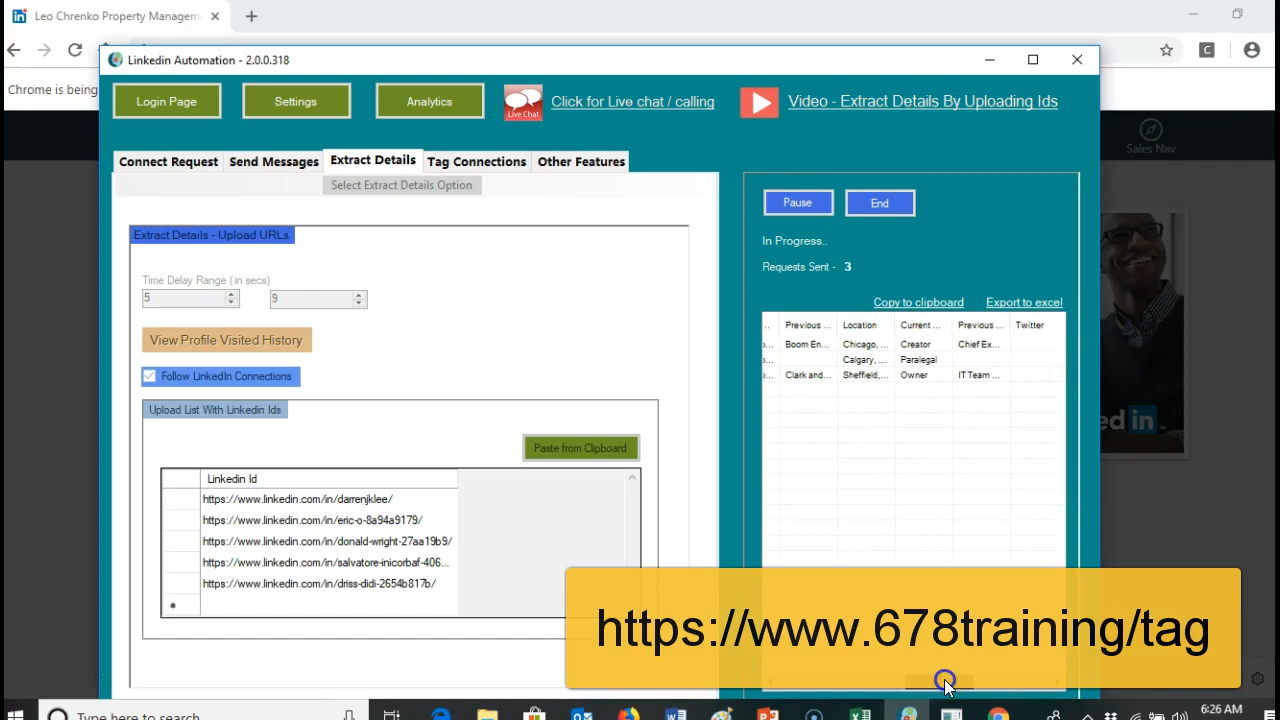 Leo Chrenko Property Managem
Chrome is being
Linkedin Automation - 2.0.0.318
Login Page
Settings
Analytics
Live Chat
Click for Live chat / calling
Video - Extract Details By Uploading Ids
Sales Nav
Connect Request
Send Messages
Extract Details
Tag Connections
Other Features
Select Extract Details Option
Extract Details - Upload URLs
Time Delay Range ( in secs)
5
9
View Profile Visited History
Follow LinkedIn Connections
Upload List With Linkedin Ids
Paste from Clipboard
Linkedin Id
https://www.linkedin.com/in/darrenjklee/
https://www.linkedin.com/in/eric-o-8a94a9179/
https://www.linkedin.com/in/donald-wright-27aa19b9/
https://www.linkedin.com/in/salvatore-inicorbaf-406...
https://www.linkedin.com/in/driss-didi-2654b817b/
*
Pause
End
In Progress..
Requests Sent - 3
Copy to clipboard
Export to excel
.. Previous ... Location Current ... Previous ... Twitter
o... Boom En... Chicago, ... Creator Chief Ex...
o... Calgary, ... Paralegal
o... Clark and... Sheffield,... Owner IT Team ...
ed in
https://www.678training/tag
Type here to search
6:26 AM